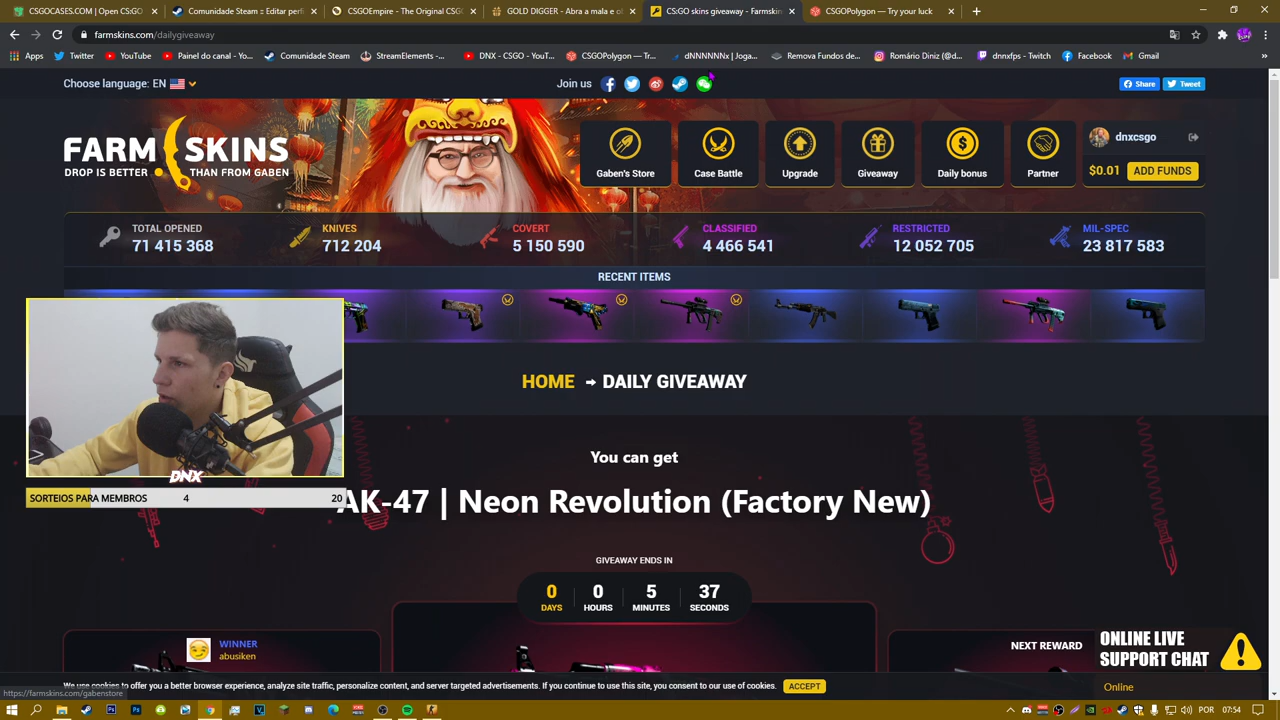 CSGOCASES.COM | Open CS:GO
Comunidade Steam :: Editar perfi
CSGOEmpire - The Original CSGO
GOLD DIGGER - Abra a mala e o
CS:GO skins giveaway - Farmskin
CSGOPolygon — Try your luck
farmskins.com/dailygiveaway
Apps
Twitter
YouTube
Painel do canal - Yo...
Comunidade Steam
StreamElements -...
DNX - CSGO - YouT...
CSGOPolygon — Tr...
dNNNNNNx | Joga...
Remova Fundos de...
Romário Diniz (@d...
dnnxfps - Twitch
Facebook
Gmail
Choose language: EN
Join us
Share
Tweet
FARM SKINS
DROP IS BETTER THAN FROM GABEN
Gaben's Store
Case Battle
Upgrade
Giveaway
Daily bonus
Partner
dnxcsgo
$0.01
ADD FUNDS
TOTAL OPENED
71 415 368
KNIVES
712 204
COVERT
5 150 590
CLASSIFIED
4 466 541
RESTRICTED
12 052 705
MIL-SPEC
23 817 583
RECENT ITEMS
HOME DAILY GIVEAWAY
You can get
AK-47 | Neon Revolution (Factory New)
DNX
SORTEIOS PARA MEMBROS 4 20
GIVEAWAY ENDS IN
0 0 5 37
DAYS HOURS MINUTES SECONDS
WINNER
abusiken
NEXT REWARD
ONLINE LIVE
SUPPORT CHAT
Online
We use cookies to offer you a better browser experience, analyze site traffic, personalize content, and server targeted advertisements. If you continue to use this site, you consent to our use of cookies.
ACCEPT
https://farmskins.com/gabenstore
POR 07:54